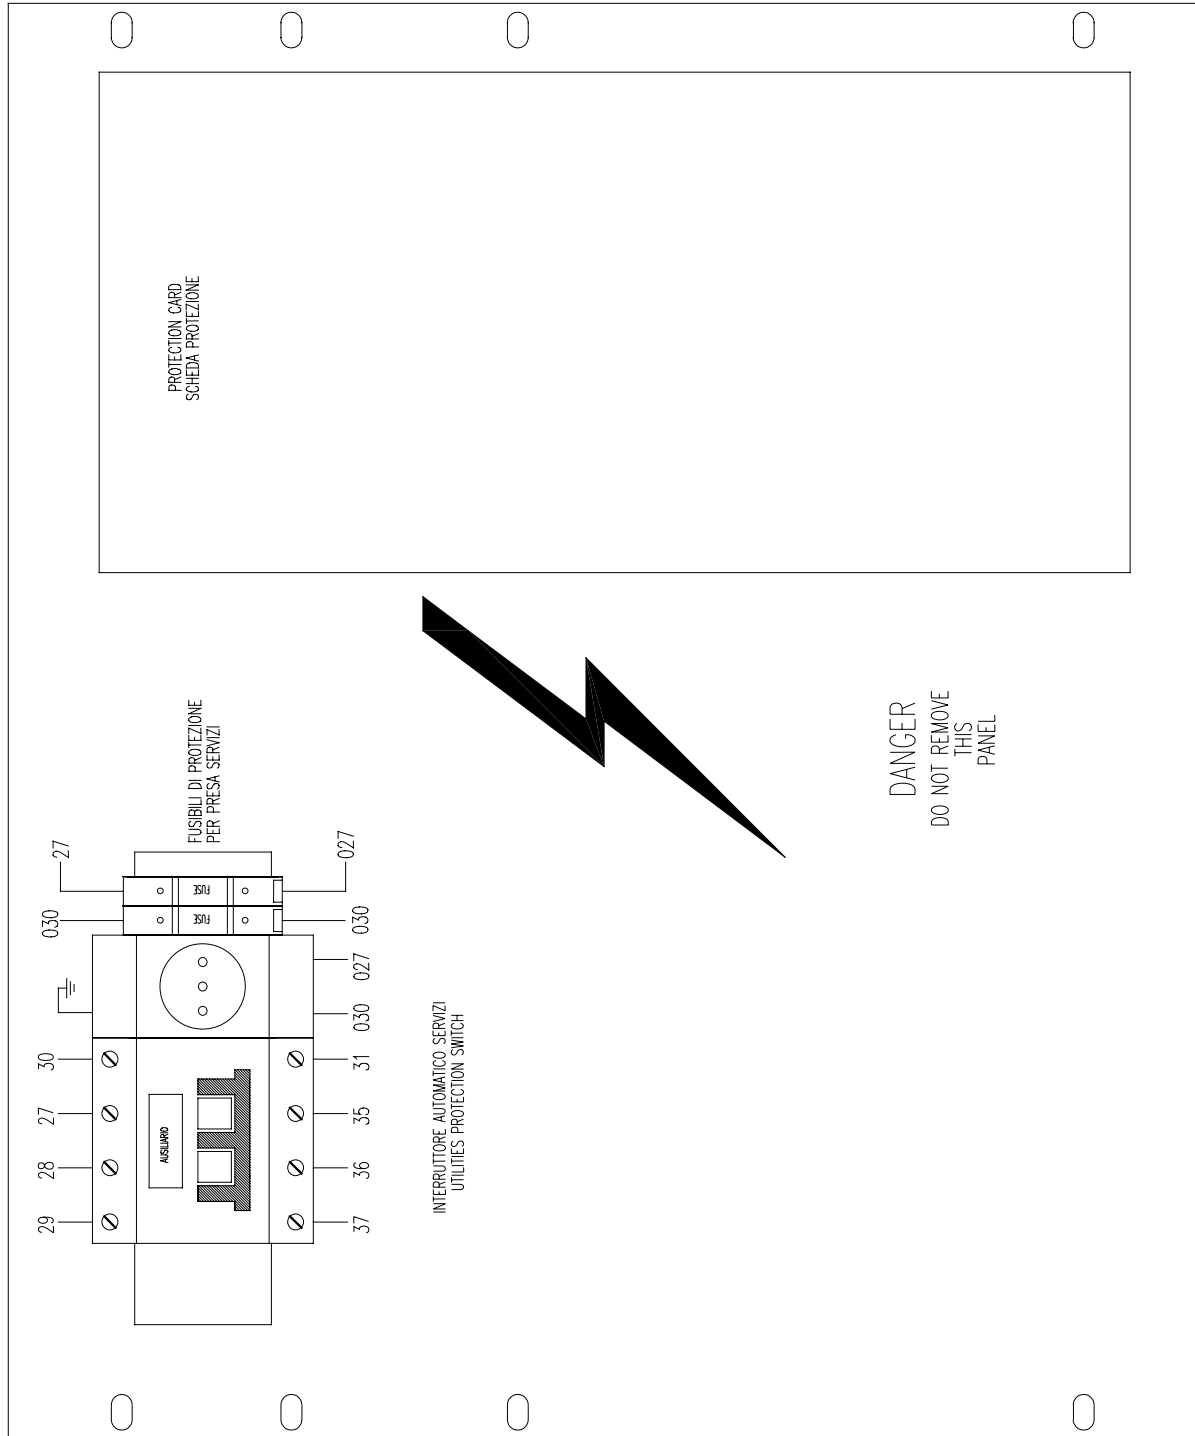 PROTECTION CARD
SCHEDA PROTEZIONE
FUSIBILI DI PROTEZIONE
PER PRESA SERVIZI
DANGER
DO NOT REMOVE
THIS
PANEL
29
28
27
30
030
27
AUSILIARIO
FUSE
FUSE
37
36
35
31
030
027
030
027
INTERRUTTORE AUTOMATICO SERVIZI
UTILITIES PROTECTION SWITCH